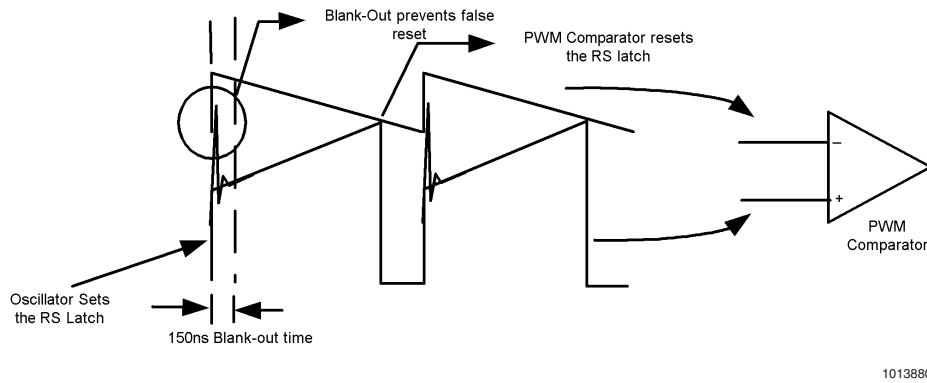 Blank-Out prevents false
reset
PWM Comparator resets
the RS latch
−
+
PWM
Comparator
Oscillator Sets
the RS Latch
150ns Blank-out time
1013880